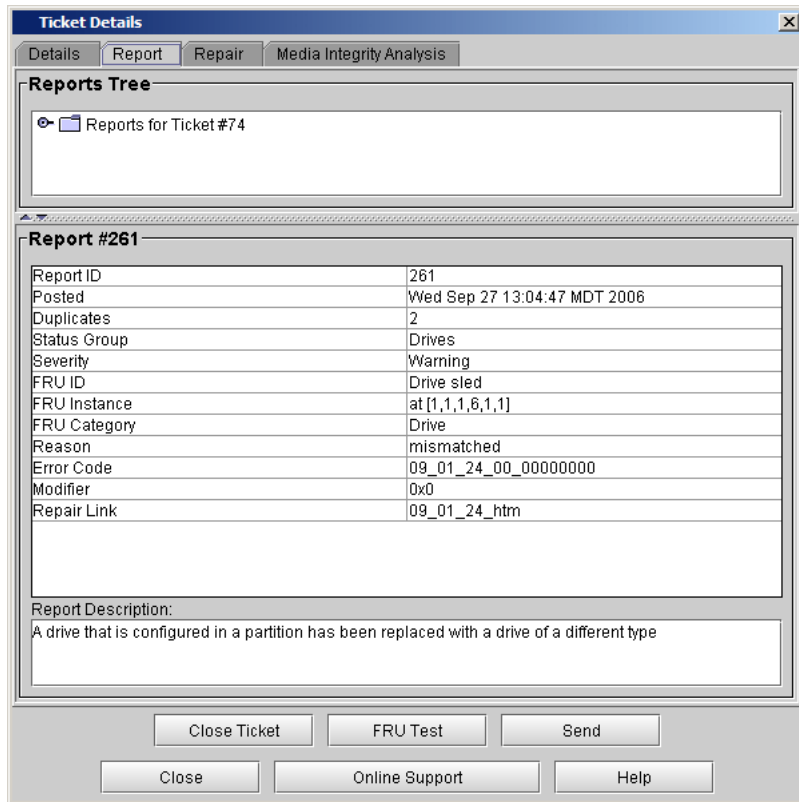 Ticket Details
Details Report Repair Media Integrity Analysis
Reports Tree
Reports for Ticket #74
Report #261
Report ID 261
Posted Wed Sep 27 13:04:47 MDT 2006
Duplicates 2
Status Group Drives
Severity Warning
FRU ID Drive sled
FRU Instance at [1,1,1,6,1,1]
FRU Category Drive
Reason mismatched
Error Code 09_01_24_00_00000000
Modifier 0x0
Repair Link 09_01_24_htm
Report Description:
A drive that is configured in a partition has been replaced with a drive of a different type
Close Ticket FRU Test Send
Close Online Support Help